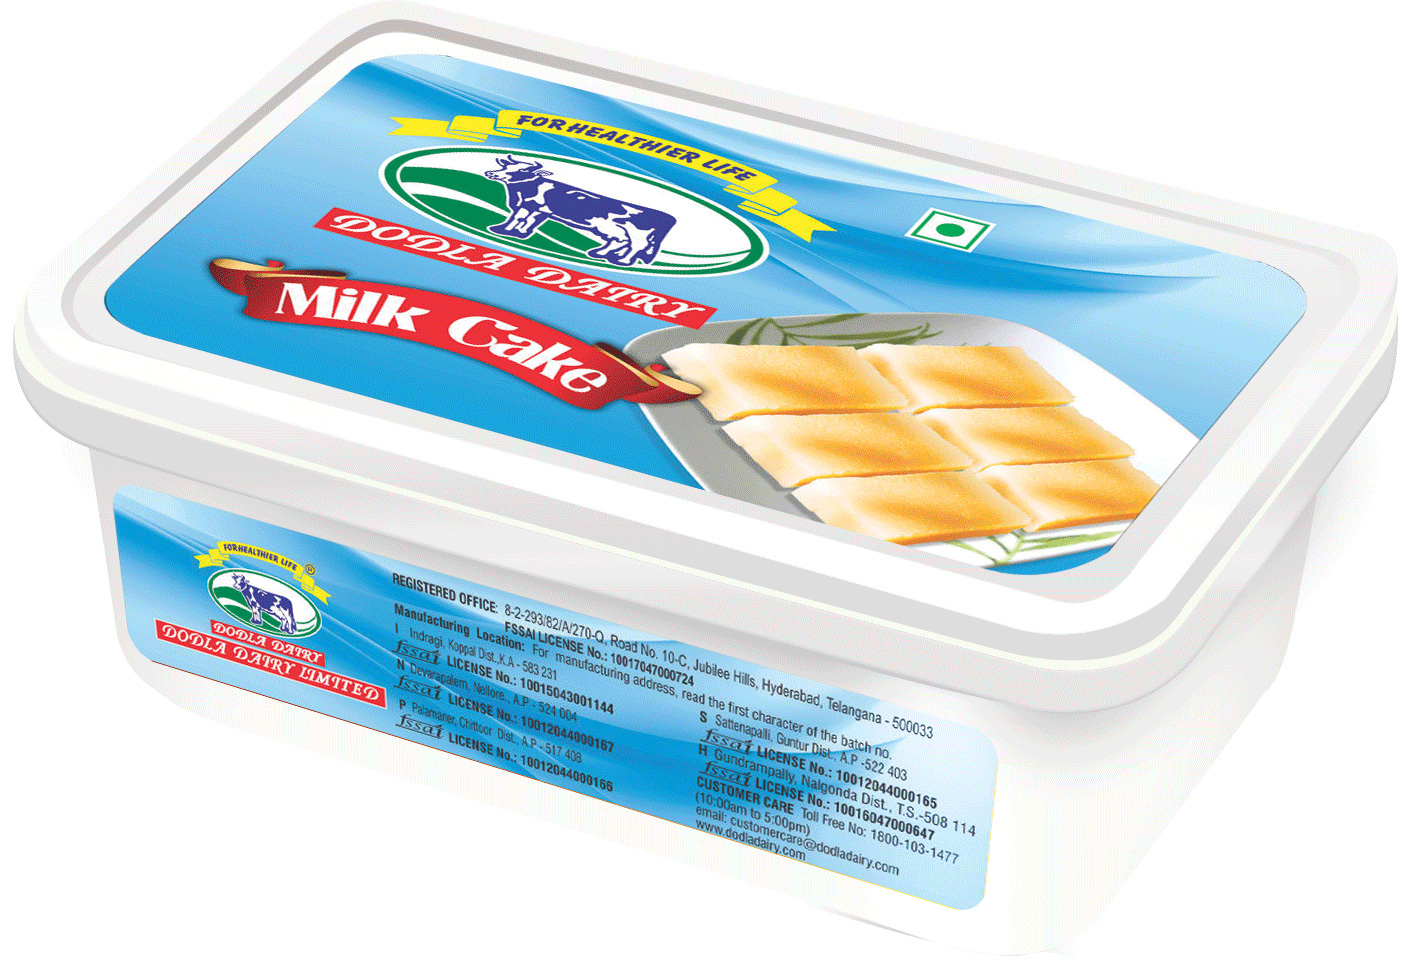 FOR HEALTHIER LIFE
DODLA DAIRY
Milk Cake
FOR HEALTHIER LIFE ®
DODLA DAIRY
DODLA DAIRY LIMITED
REGISTERED OFFICE: 8-2-293/82/A/270-Q, Road No. 10-C, Jubilee Hills, Hyderabad, Telangana - 500033
FSSAI LICENSE No.: 10017047000724
Manufacturing Location: For manufacturing address, read the first character of the batch no.
I Indragi, Koppal Dist.,K.A - 583 231
fssai LICENSE No.: 10015043001144
N Devarapalem, Nellore., A.P - 524 004
fssai LICENSE No.: 10012044000167
P Palamaner, Chittoor Dist., A.P - 517 408
fssai LICENSE No.: 10012044000166
S Sattenapalli, Guntur Dist., A.P -522 403
fssai LICENSE No.: 10012044000165
H Gundrampally, Nalgonda Dist., T.S.-508 114
fssai LICENSE No.: 10016047000647
CUSTOMER CARE Toll Free No: 1800-103-1477
(10:00am to 5:00pm)
email: customercare@dodladairy.com
www.dodladairy.com